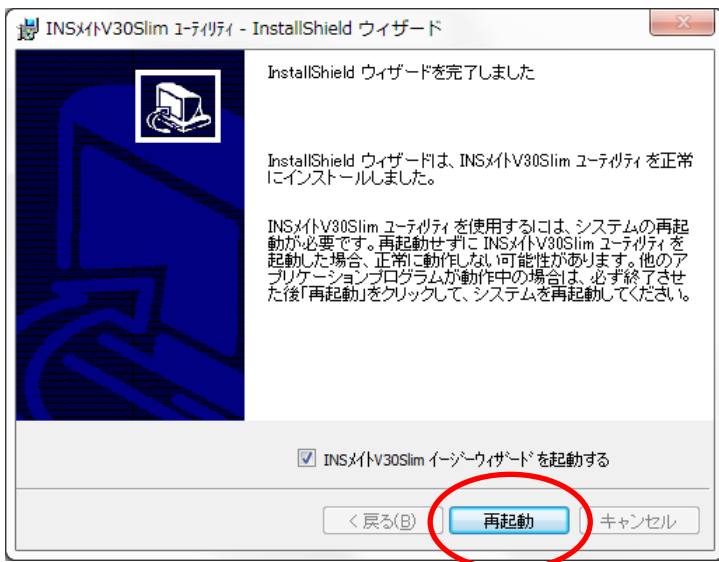 INSﾒｲﾄV30Slim ﾕｰﾃｨﾘﾃｨ - InstallShield ウィザード
InstallShield ウィザードを完了しました
InstallShield ウィザードは、INSﾒｲﾄV30Slim ﾕｰﾃｨﾘﾃｨ を正常
にインストールしました。
INSﾒｲﾄV30Slim ﾕｰﾃｨﾘﾃｨ を使用するには、システムの再起
動が必要です。再起動せずに INSﾒｲﾄV30Slim ﾕｰﾃｨﾘﾃｨ を
起動した場合、正常に動作しない可能性があります。他のア
プリケーションプログラムが動作中の場合は、必ず終了させ
た後「再起動」をクリックして、システムを再起動してください。
INSﾒｲﾄV30Slim ｲｰｼﾞｰｳｨｻﾞｰﾄﾞ を起動する
< 戻る(B) 再起動 キャンセル